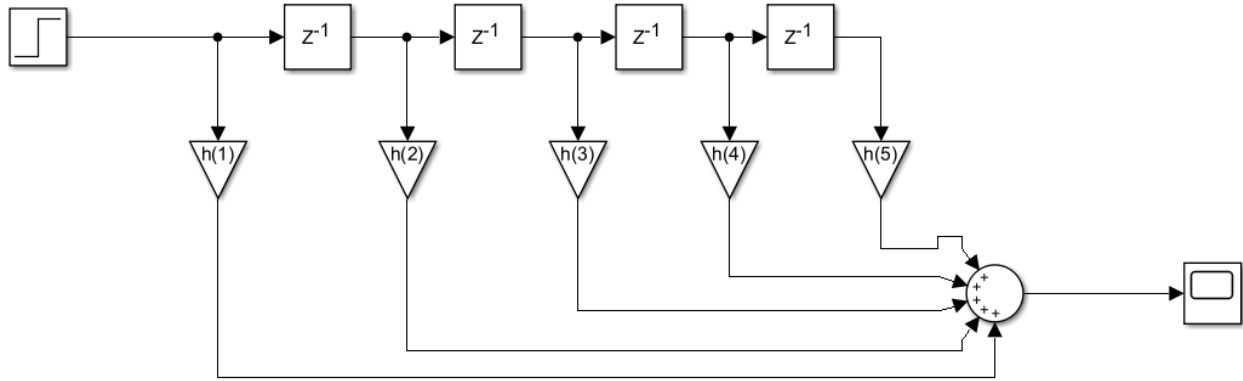 Z-1 Z-1 Z-1 Z-1
h(1) h(2) h(3) h(4) h(5)
+
+
+
+ +